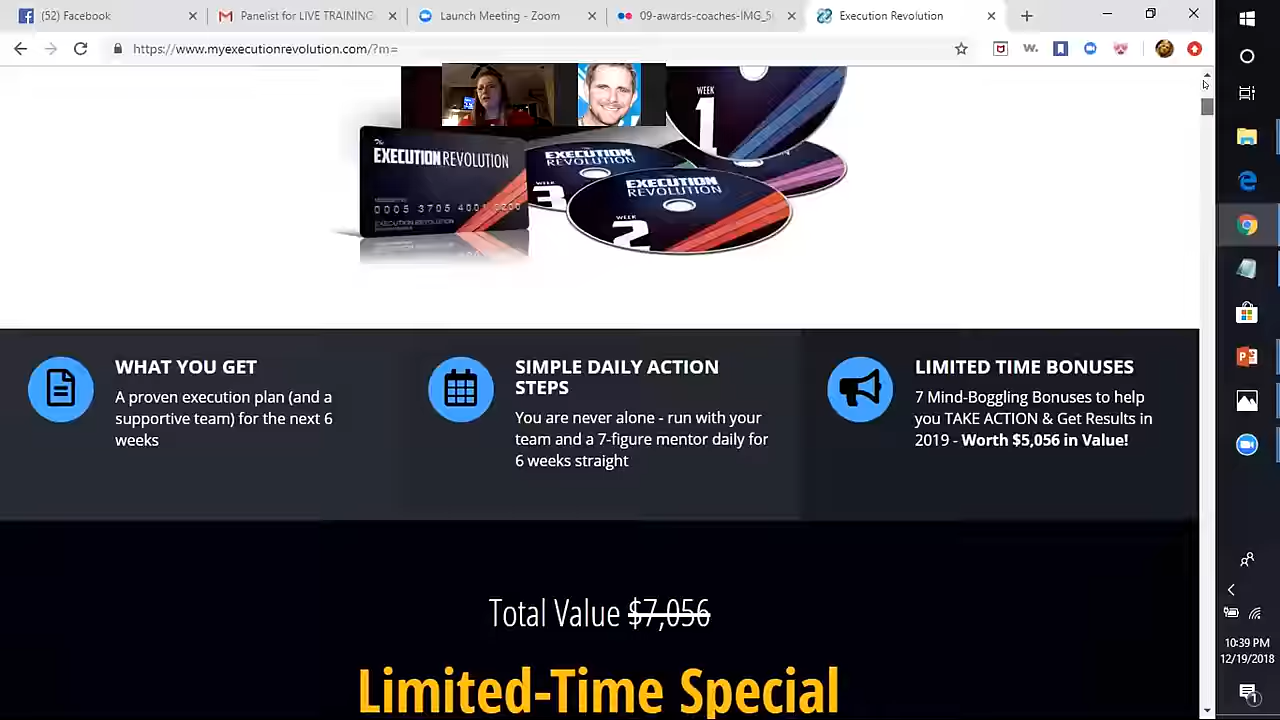 (52) Facebook
Panelist for LIVE TRAINING
Launch Meeting - Zoom
09-awards-coaches-IMG_5
Execution Revolution
https://www.myexecutionrevolution.com/?m=
WEEK
1
The
EXECUTION REVOLUTION
EXECUTION
REVOLUTION
WEEK
3
EXECUTION
REVOLUTION
WEEK
2
0005 3705 4001 0200
EXECUTION REVOLUTION
WHAT YOU GET
A proven execution plan (and a
supportive team) for the next 6
weeks
SIMPLE DAILY ACTION
STEPS
You are never alone - run with your
team and a 7-figure mentor daily for
6 weeks straight
LIMITED TIME BONUSES
7 Mind-Boggling Bonuses to help
you TAKE ACTION & Get Results in
2019 - Worth $5,056 in Value!
Total Value $7,056
Limited-Time Special
10:39 PM
12/19/2018